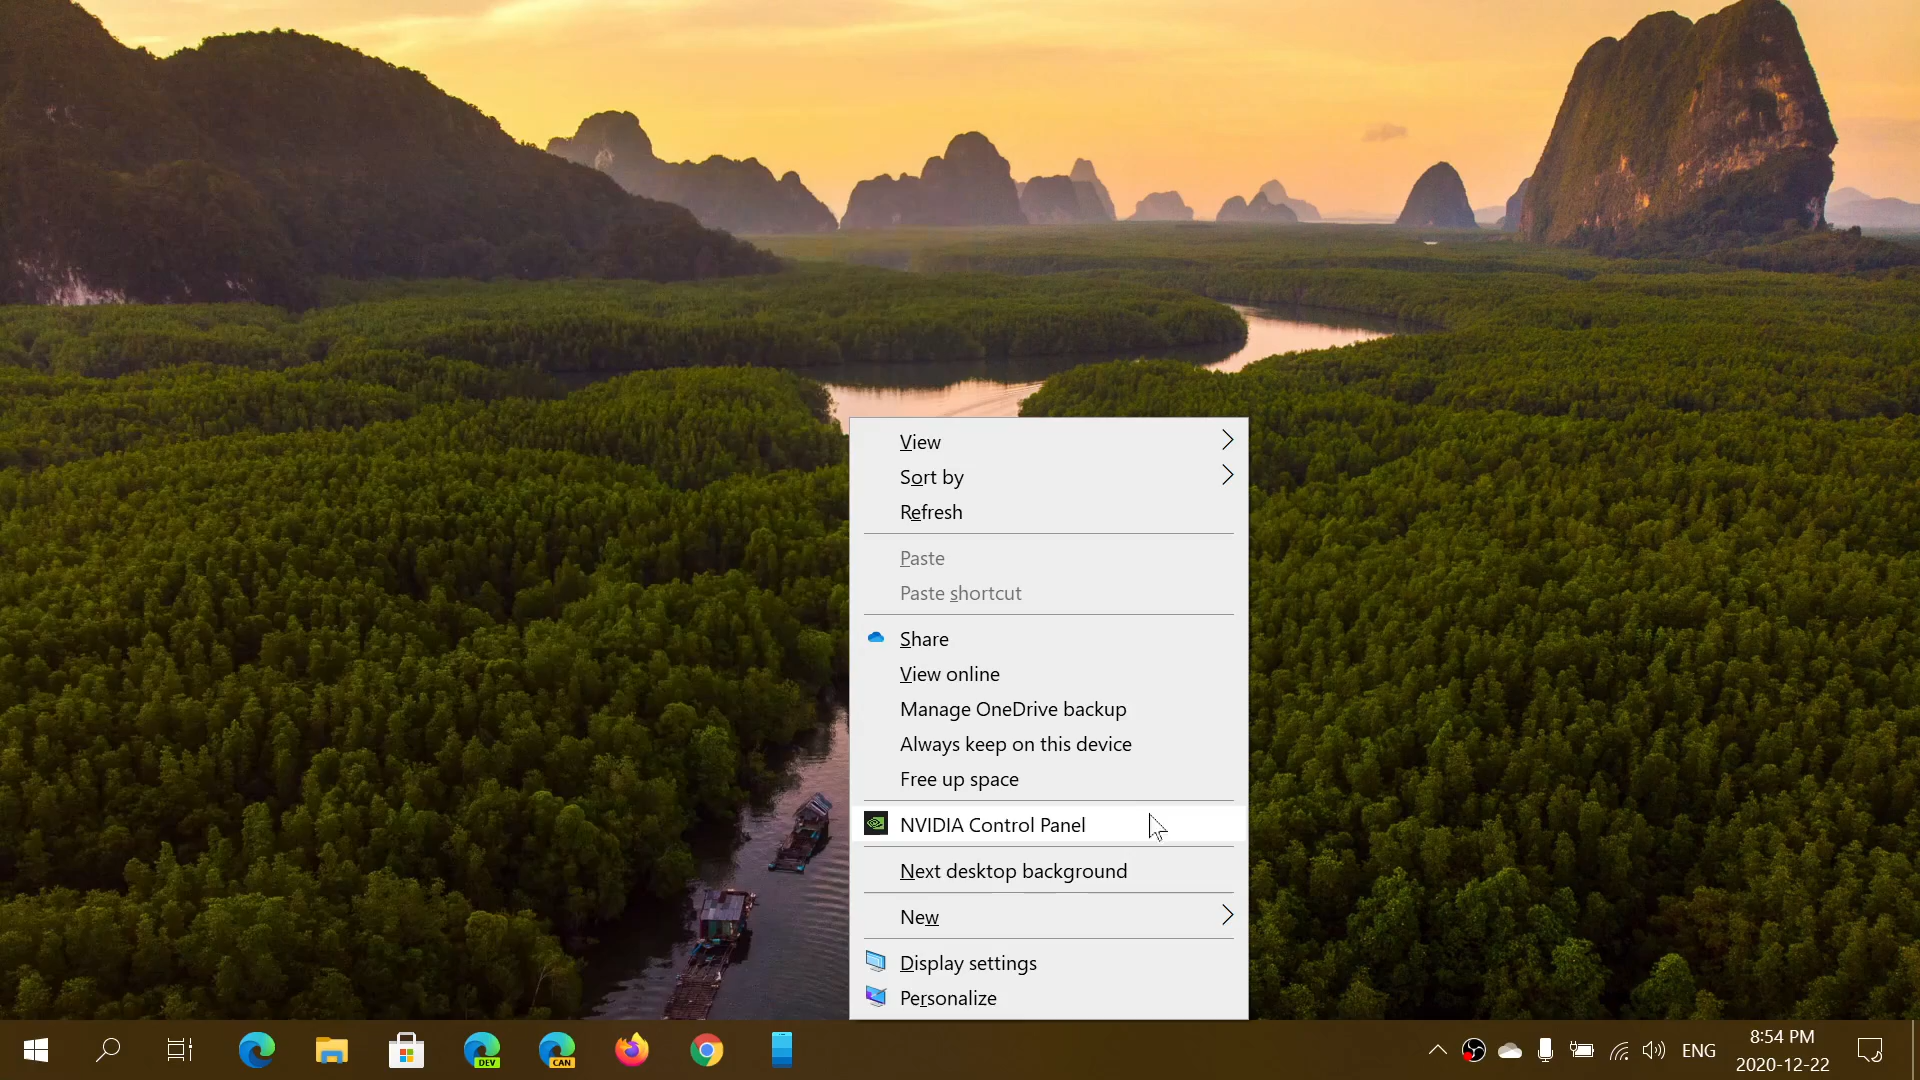 View
Sort by
Refresh
Paste
Paste shortcut
Share
View online
Manage OneDrive backup
Always keep on this device
Free up space
NVIDIA Control Panel
Next desktop background
New
Display settings
Personalize
DEV
CAN
ENG
8:54 PM
2020-12-22